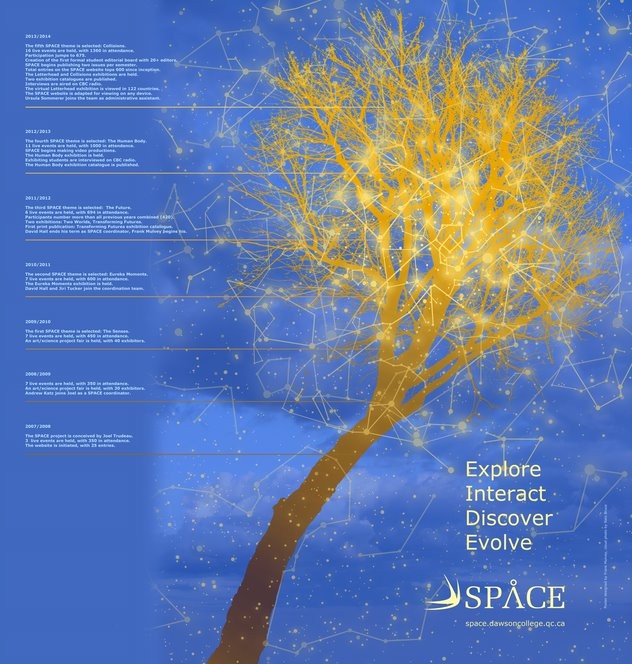 2013/2014
The fifth SPACE theme is selected: Collisions.
16 live events are held, with 1300 in attendance.
Participation jumps to 675.
Creation of the first formal student editorial board with 20+ editors.
SPACE begins publishing two issues per semester.
Total entries on the SPACE website tops 600 since inception.
The Letterhead and Collisions exhibitions are held.
Two exhibition catalogues are published.
Interviews are aired on CBC radio.
The virtual Letterhead exhibition is viewed in 113 countries.
The SPACE website is adapted for viewing on any device.
Ursula Sommerer joins the team as administrative assistant.
2012/2013
The fourth SPACE theme is selected: The Human Body.
11 live events are held, with 1000 in attendance.
SPACE begins making video productions.
The Human Body exhibition is held.
Exhibiting students are interviewed on CBC radio.
The Human Body exhibition catalogue is published.
2011/2012
The third SPACE theme is selected: The Future.
6 live events are held, with 694 in attendance.
Participants number more than all previous years combined (420).
Two exhibitions: Two Worlds, Transforming Futures.
First print publication: Transforming Futures exhibition catalogue.
David Hall ends his term as SPACE coordinator, Frank Mulvey begins his.
2010/2011
The second SPACE theme is selected: Eureka Moments.
7 live events are held, with 600 in attendance.
The Eureka Moments exhibition is held.
David Hall and Jiri Tucker join the coordination team.
2009/2010
The first SPACE theme is selected: The Senses.
7 live events are held, with 450 in attendance.
An art/science project fair is held, with 40 exhibitors.
2008/2009
7 live events are held, with 350 in attendance.
An art/science project fair is held, with 36 exhibitors.
Andrew Katz joins Joel as a SPACE coordinator.
2007/2008
The SPACE project is conceived by Joel Trudeau.
3 live events are held, with 250 in attendance.
The website is initiated, with 25 entries.
Explore
Interact
Discover
Evolve
SPÅCE
space.dawsoncollege.qc.ca